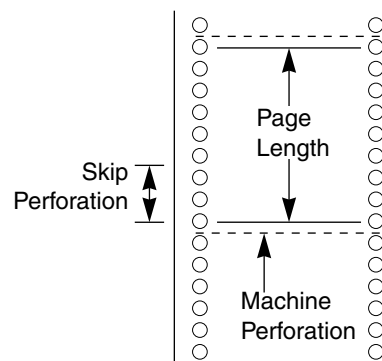 Page
Length
Skip
Perforation
Machine
Perforation